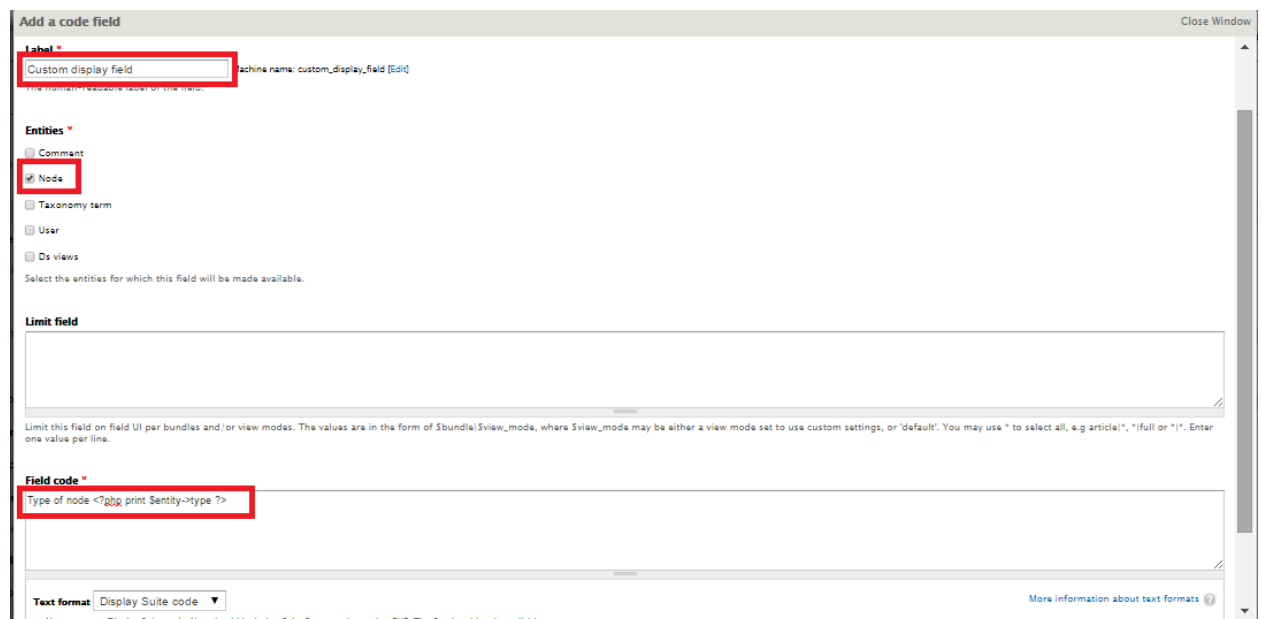 Add a code field
Close Window
Label *
Custom display field
Machine name: custom_display_field [Edit]
The human-readable label of the field.
Entities *
Comment
Node
Taxonomy term
User
Ds views
Select the entities for which this field will be made available.
Limit field
Limit this field on field UI per bundles and/or view modes. The values are in the form of $bundle|$view_mode, where $view_mode may be either a view mode set to use custom settings, or 'default'. You may use * to select all, e.g article|*, *|full or *|*. Enter
one value per line.
Field code *
Type of node <?php print $entity->type ?>
Text format Display Suite code
More information about text formats